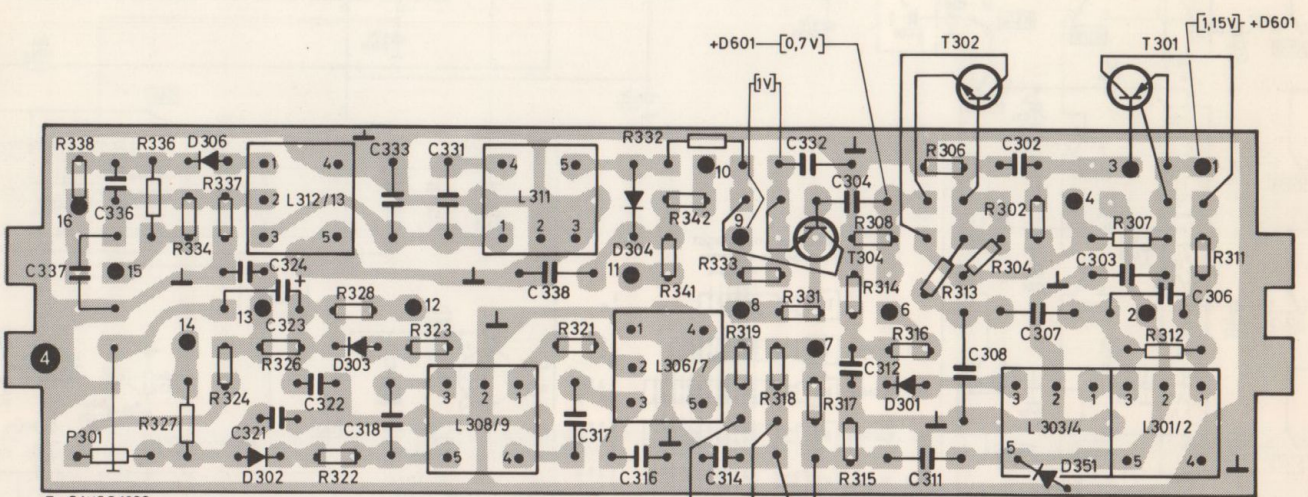 [1,15V] +D601
+D601 [0,7V] T302 T301
[1V]
R338 R336 D306 C333 C331 R332 C332 R306 C302
1 4 4 5 10 3 1
L312/13 L311 C304
16 C336 R337 2 R342 9 R308 R302 4 R307
R334 3 5 1 2 3 D304 T304
C337 15 C324 11 R333 R304 C303 R311
C338 R341 R314 R313 C306
+
R328 12 8 R331 6 C307 2
13 C323 R323 R321 1 4 R319 R316 R312
14
4 R326 D303 2 L306/7 7 C312 C308
R324 C322 3 2 1 3 5 R318 R317 D301 3 2 1 3 2 1
R327 C321 C318 L308/9 C317 L303/4 L301/2
P301 5 4 5 D351 5 4
D302 R322 C316 C314 R315 C311